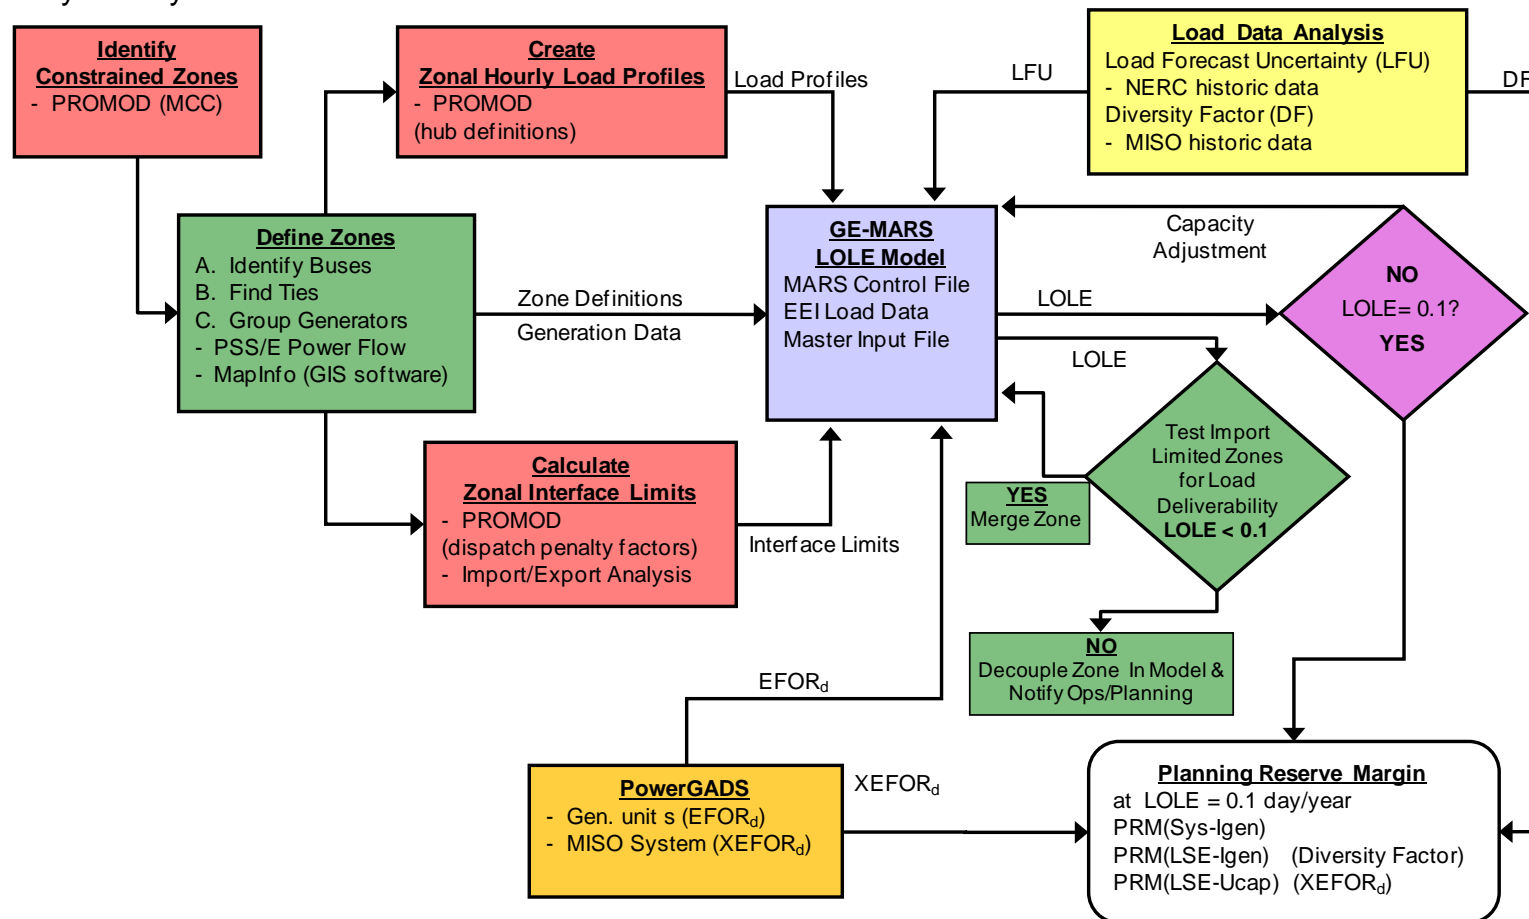 Identify
Constrained Zones
- PROMOD (MCC)
Create
Zonal Hourly Load Profiles
- PROMOD
(hub definitions)
Load Profiles
LFU
Load Data Analysis
Load Forecast Uncertainty (LFU)
- NERC historic data
Diversity Factor (DF)
- MISO historic data
DF
Define Zones
A. Identify Buses
B. Find Ties
C. Group Generators
- PSS/E Power Flow
- MapInfo (GIS software)
Zone Definitions
Generation Data
GE-MARS
LOLE Model
MARS Control File
EEI Load Data
Master Input File
Capacity
Adjustment
LOLE
NO
LOLE= 0.1?
YES
LOLE
Test Import
Limited Zones
for Load
Deliverability
LOLE < 0.1
YES
Merge Zone
Calculate
Zonal Interface Limits
- PROMOD
(dispatch penalty factors)
- Import/Export Analysis
Interface Limits
NO
Decouple Zone In Model &
Notify Ops/Planning
EFORd
PowerGADS
- Gen. unit s (EFORd)
- MISO System (XEFORd)
XEFORd
Planning Reserve Margin
at LOLE = 0.1 day/year
PRM(Sys-Igen)
PRM(LSE-Igen) (Diversity Factor)
PRM(LSE-Ucap) (XEFORd)